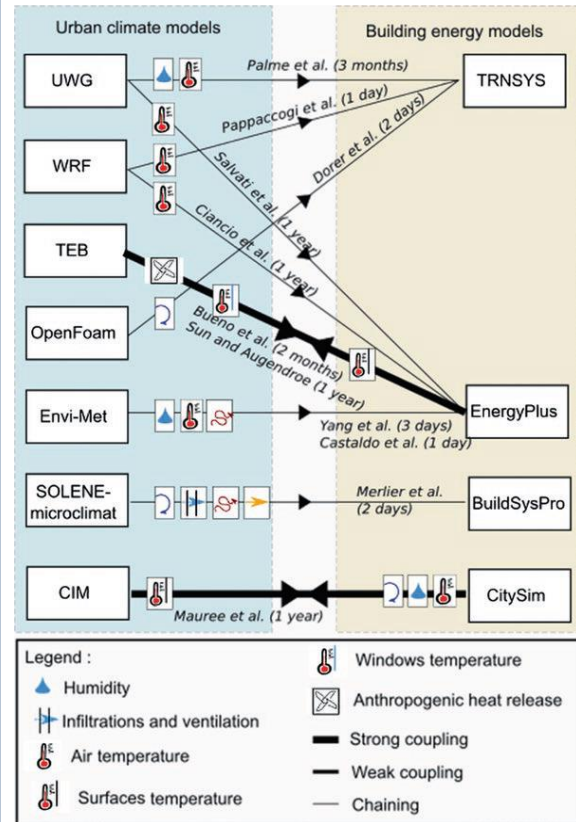 Urban climate models
Building energy models
UWG
Palme et al. (3 months)
TRNSYS
Pappaccogi et al. (1 day)
Dorer et al. (2 days)
WRF
Salvati et al. (1 year)
Ciancio et al. (1 year)
TEB
OpenFoam
Bueno et al. (2 months)
Sun and Augendroe (1 year)
Envi-Met
EnergyPlus
Yang et al. (3 days)
Castaldo et al. (1 day)
SOLENE-
microclimat
Merlier et al.
(2 days)
BuildSysPro
CIM
CitySim
Mauree et al. (1 year)
Legend :
Humidity
Infiltrations and ventilation
Air temperature
Surfaces temperature
Windows temperature
Anthropogenic heat release
Strong coupling
Weak coupling
Chaining